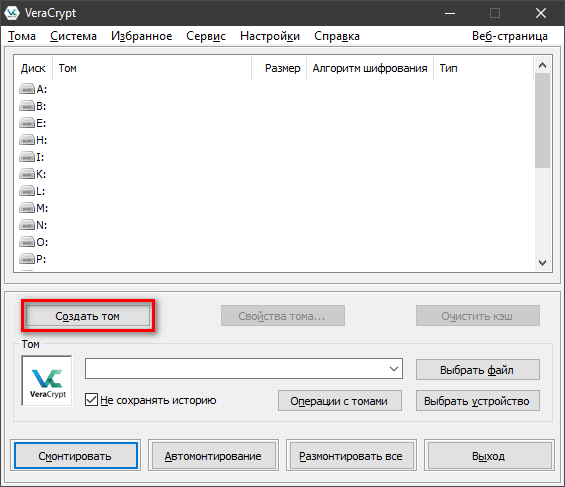 VeraCrypt
Тома Система Избранное Сервис Настройки Справка Веб-страница
Диск Том Размер Алгоритм шифрования Тип
A:
B:
E:
H:
I:
K:
L:
M:
N:
O:
P:
Создать том Свойства тома... Очистить кэш
Том
Выбрать файл
VeraCrypt
Не сохранять историю Операции с томами Выбрать устройство
Смонтировать Автомонтирование Размонтировать все Выход